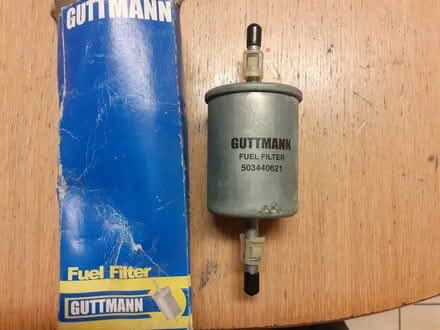 GUTTMANN
Fuel Filter
GUTTMANN
GUTTMANN
FUEL FILTER
503440621